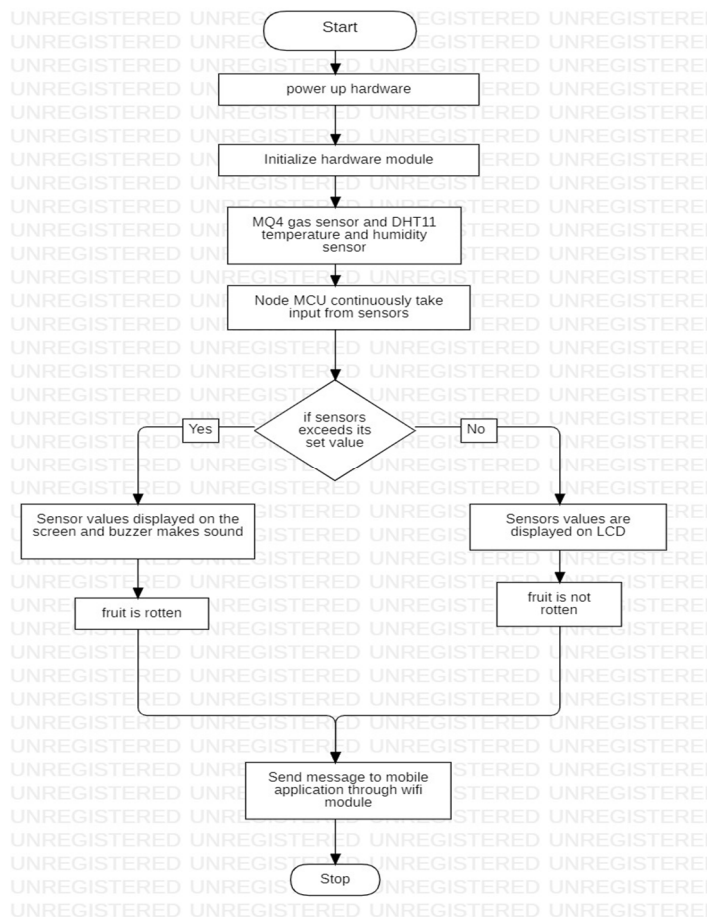 Start
power up hardware
Initialize hardware module
MQ4 gas sensor and DHT11
temperature and humidity
sensor
Node MCU continuously take
input from sensors
if sensors
exceeds its
set value
Yes
No
Sensor values displayed on the
screen and buzzer makes sound
Sensors values are
displayed on LCD
fruit is rotten
fruit is not
rotten
Send message to mobile
application through wifi
module
Stop
UNREGISTERED